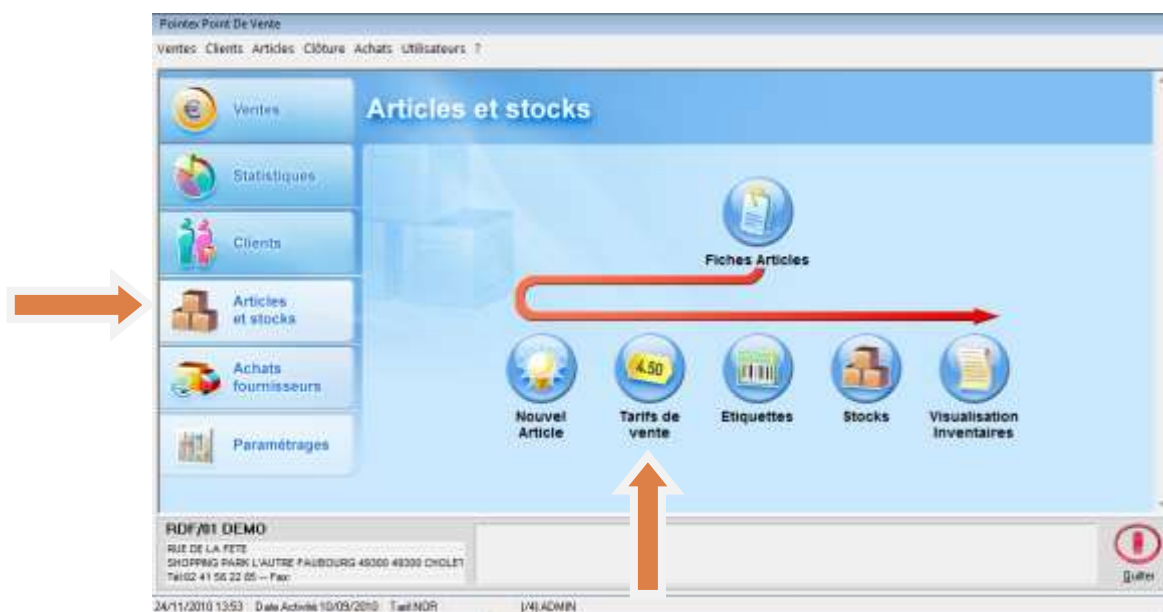 Pointex Point De Vente
Ventes Clients Articles Clôture Achats Utilisateurs ?
Ventes
Articles et stocks
Statistiques
Clients
Fiches Articles
Articles
et stocks
4.50
Achats
fournisseurs
Nouvel
Article
Tarifs de
vente
Etiquettes
Stocks
Visualisation
Inventaires
Paramétrages
RDF/01 DEMO
RUE DE LA FETE
SHOPPING PARK L'AUTRE FAUBOURG 49300 49300 CHOLET
Tel:02 41 56 22 85 -- Fax:
Quitter
24/11/2010 13:53 Date Activité 10/09/2010 Tarif:NOR (/4).ADMIN